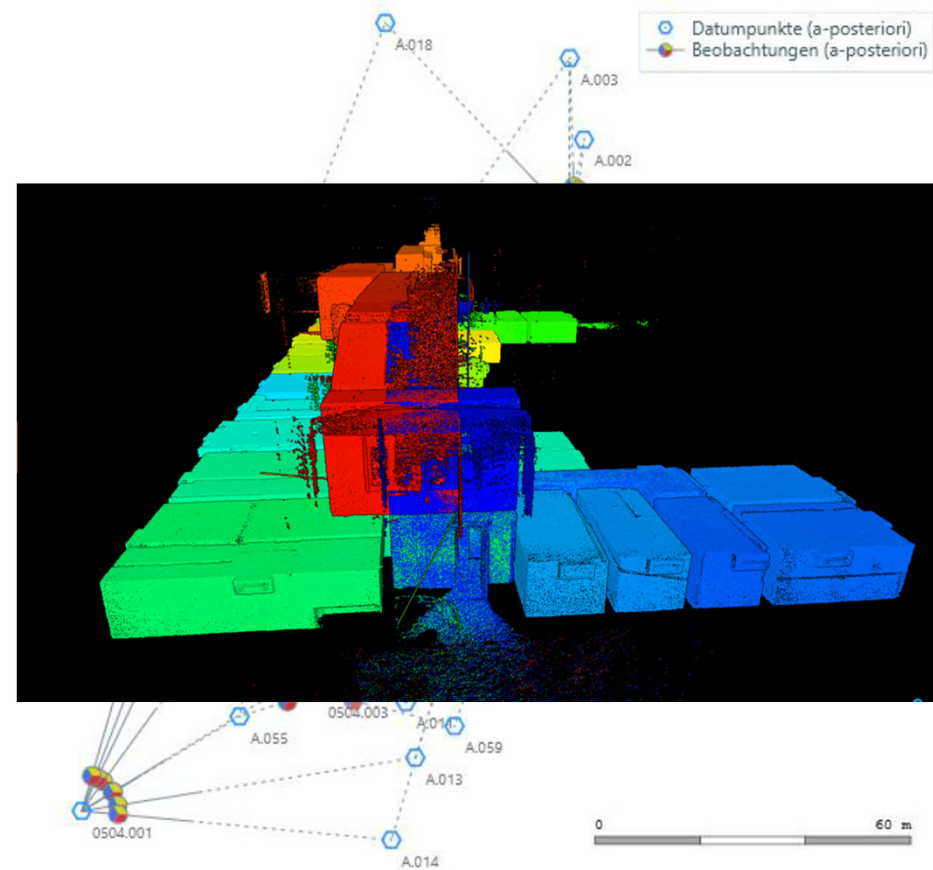 A.018
Datumpunkte (a-posteriori)
Beobachtungen (a-posteriori)
A.003
A.002
0504.003
A.055
A.059
A.013
0504.001
0 60 m
A.014